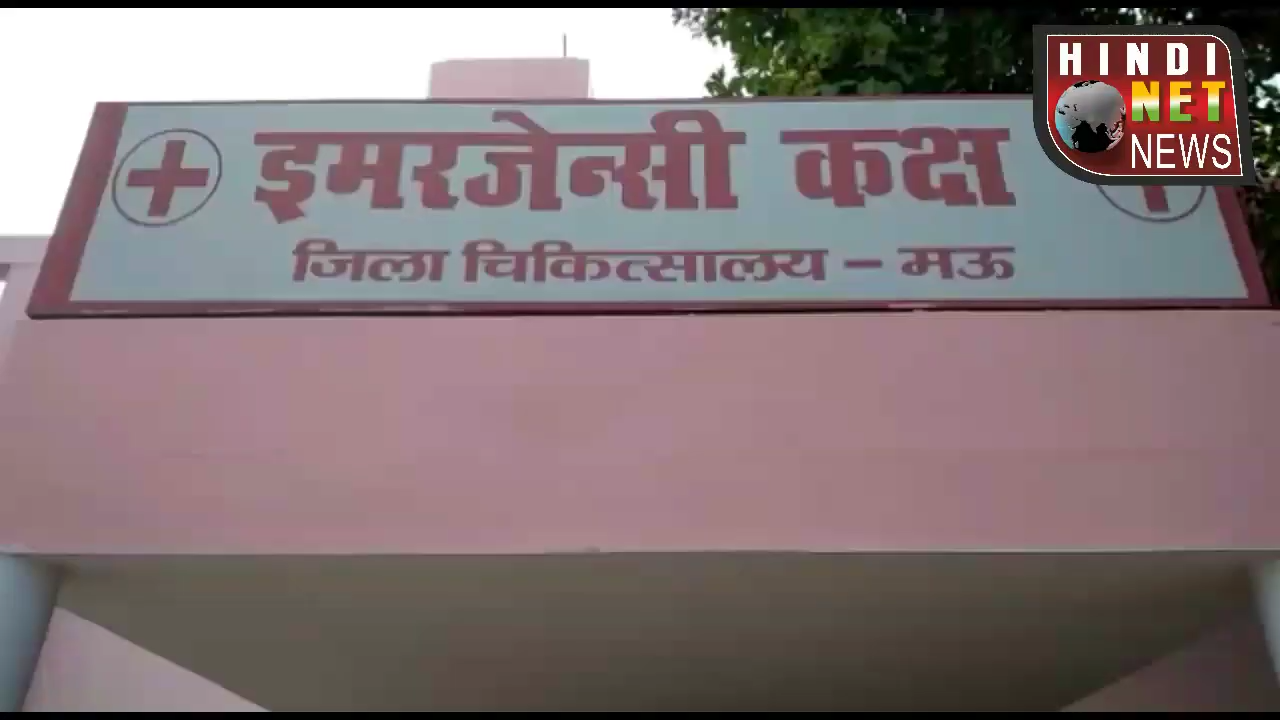 इमरजेन्सी कक्ष
जिला चिकित्सालय - मऊ
HINDI
NET
NEWS